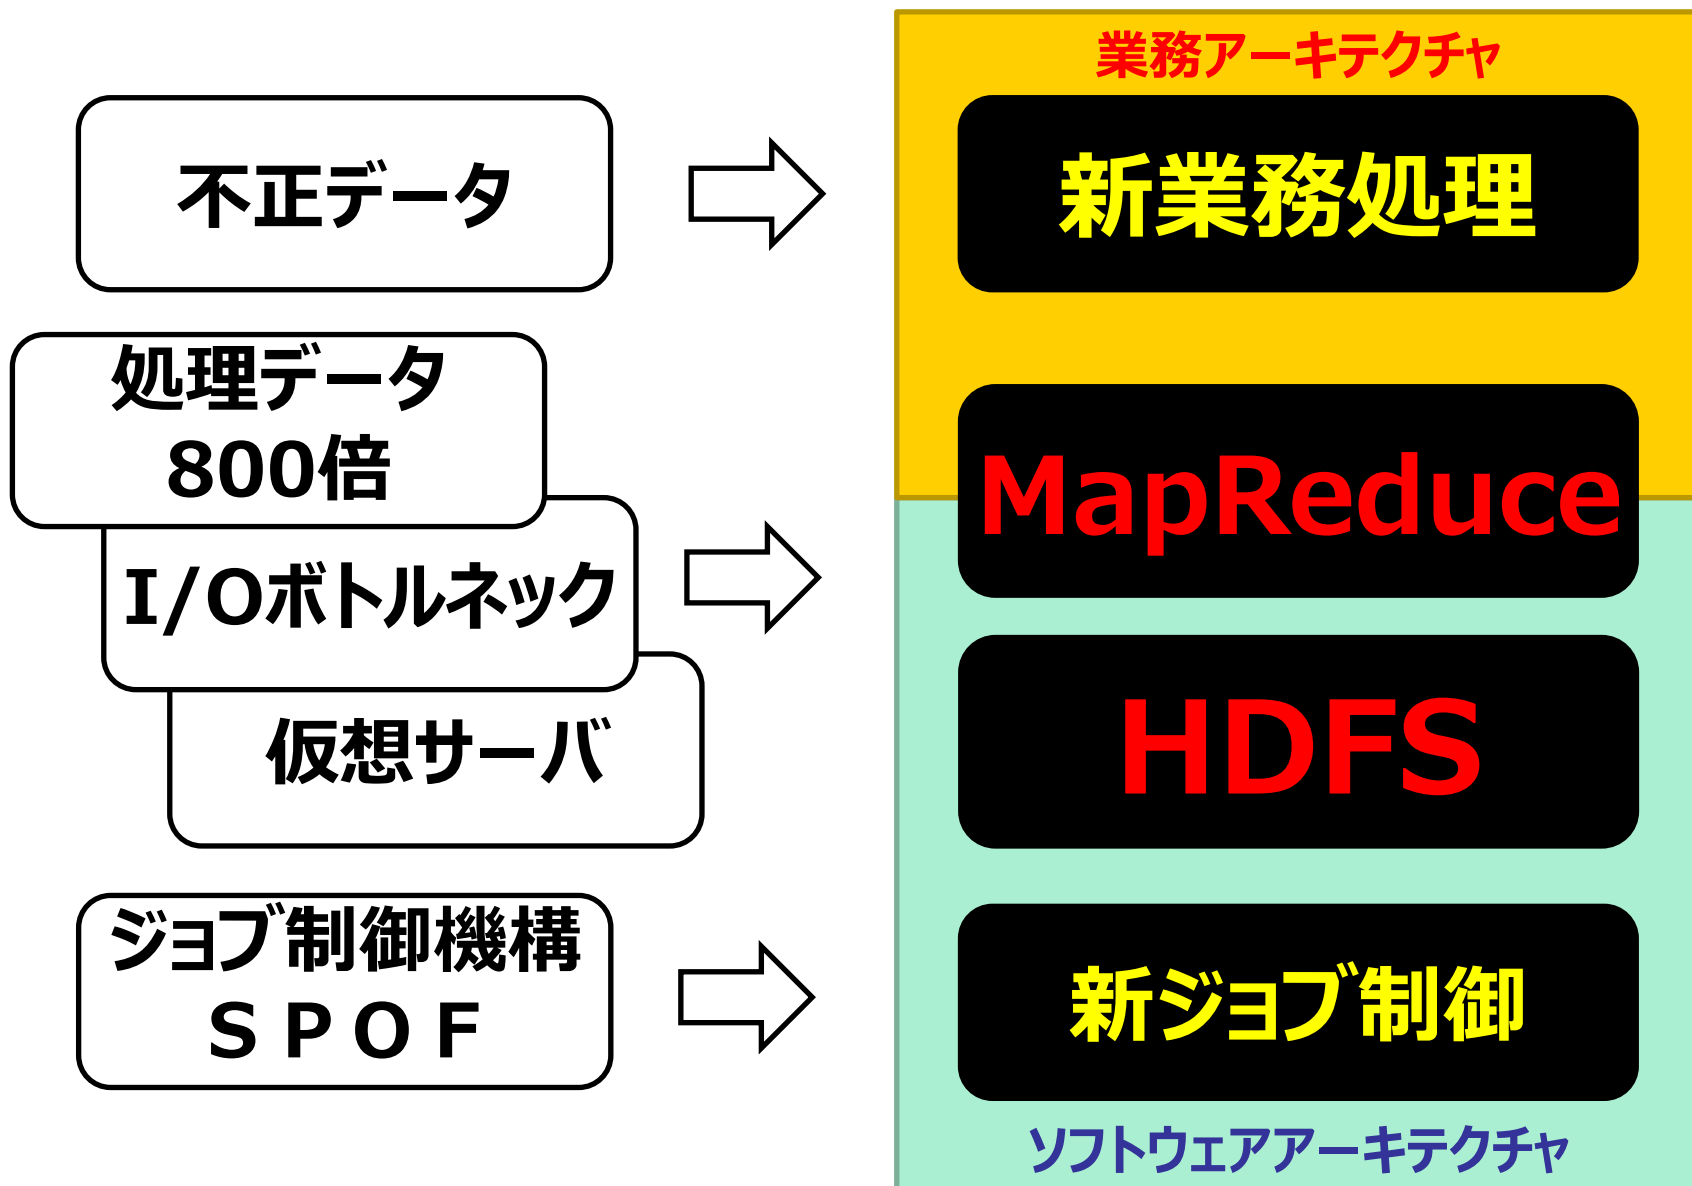 業務アーキテクチャ
不正データ
新業務処理
処理データ
800倍
I/Oボトルネック
仮想サーバ
MapReduce
HDFS
ジョブ制御機構
ＳＰＯＦ
新ジョブ制御
ソフトウェアアーキテクチャ